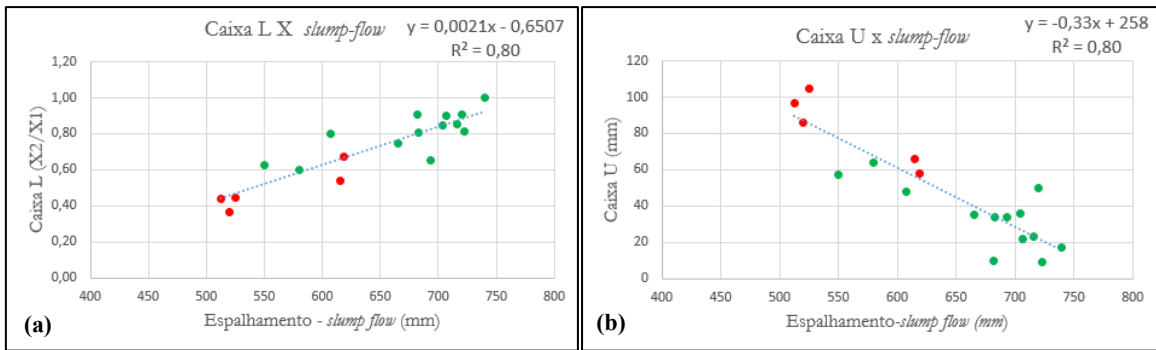 Caixa L X slump-flow
y = 0,0021x - 0,6507
R² = 0,80
1,20
1,00
0,80
0,60
0,40
0,20
0,00
Caixa L (X2/X1)
400 450 500 550 600 650 700 750 800
Espalhamento - slump flow (mm)
(a)
Caixa U x slump-flow
y = -0,33x + 258
R² = 0,80
120
100
80
60
40
20
0
Caixa U (mm)
400 450 500 550 600 650 700 750 800
Espalhamento-slump flow (mm)
(b)